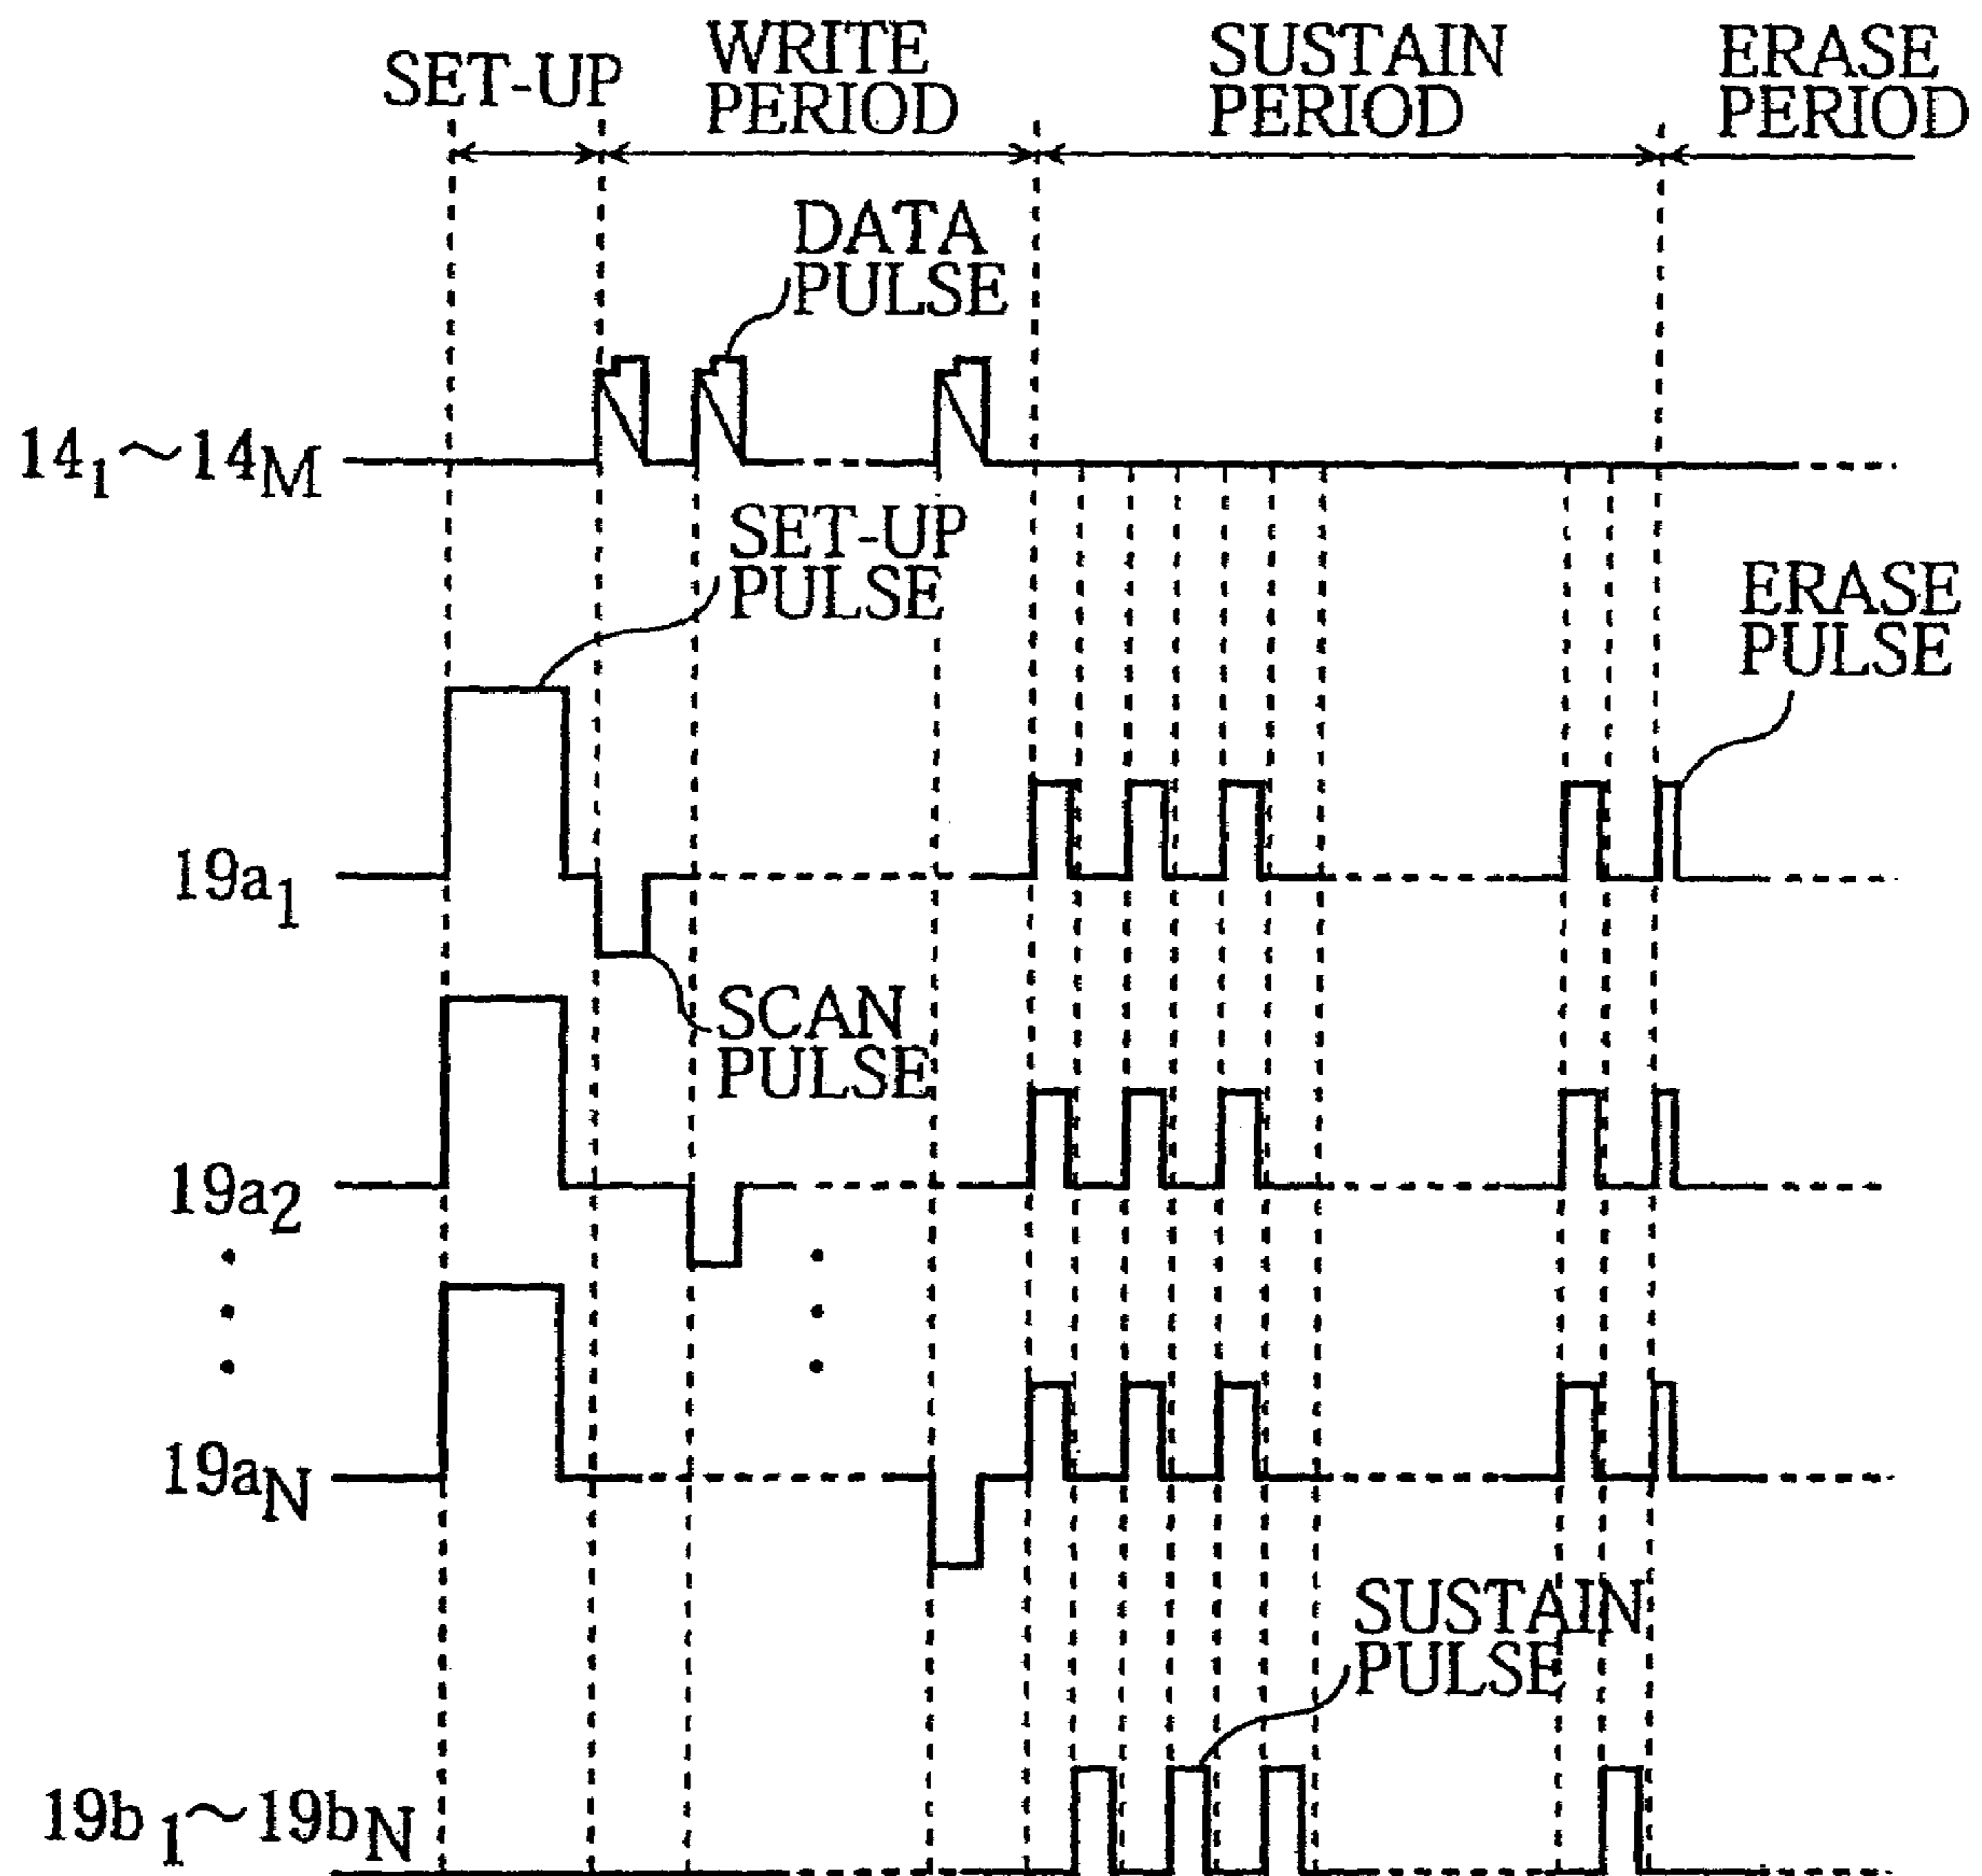 SET-UP
WRITE
PERIOD
SUSTAIN
PERIOD
ERASE
PERIOD
DATA
PULSE
14₁~14M
SET-UP
PULSE
ERASE
PULSE
19a₁
SCAN
PULSE
19a₂
19aN
SUSTAIN
PULSE
19b₁~19bN